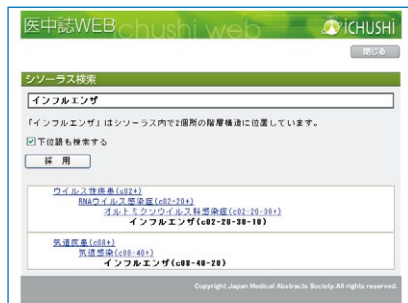 医中誌WEB
ichushi web
ICHUSHI
閉じる
シソーラス検索
インフルエンザ
「インフルエンザ」はシソーラス内で2個所の階層構造に位置しています。
下位語も検索する
採 用
ウイルス性疾患(c02+)
RNAウイルス感染症(c02-20+)
オルトミクソウイルス科感染症(c02-20-30+)
インフルエンザ(c02-20-30-10)
気道疾患(c08+)
気道感染(c08-40+)
インフルエンザ(c08-40-20)
Copyright Japan Medical Abstracts Society.All rights reserved.